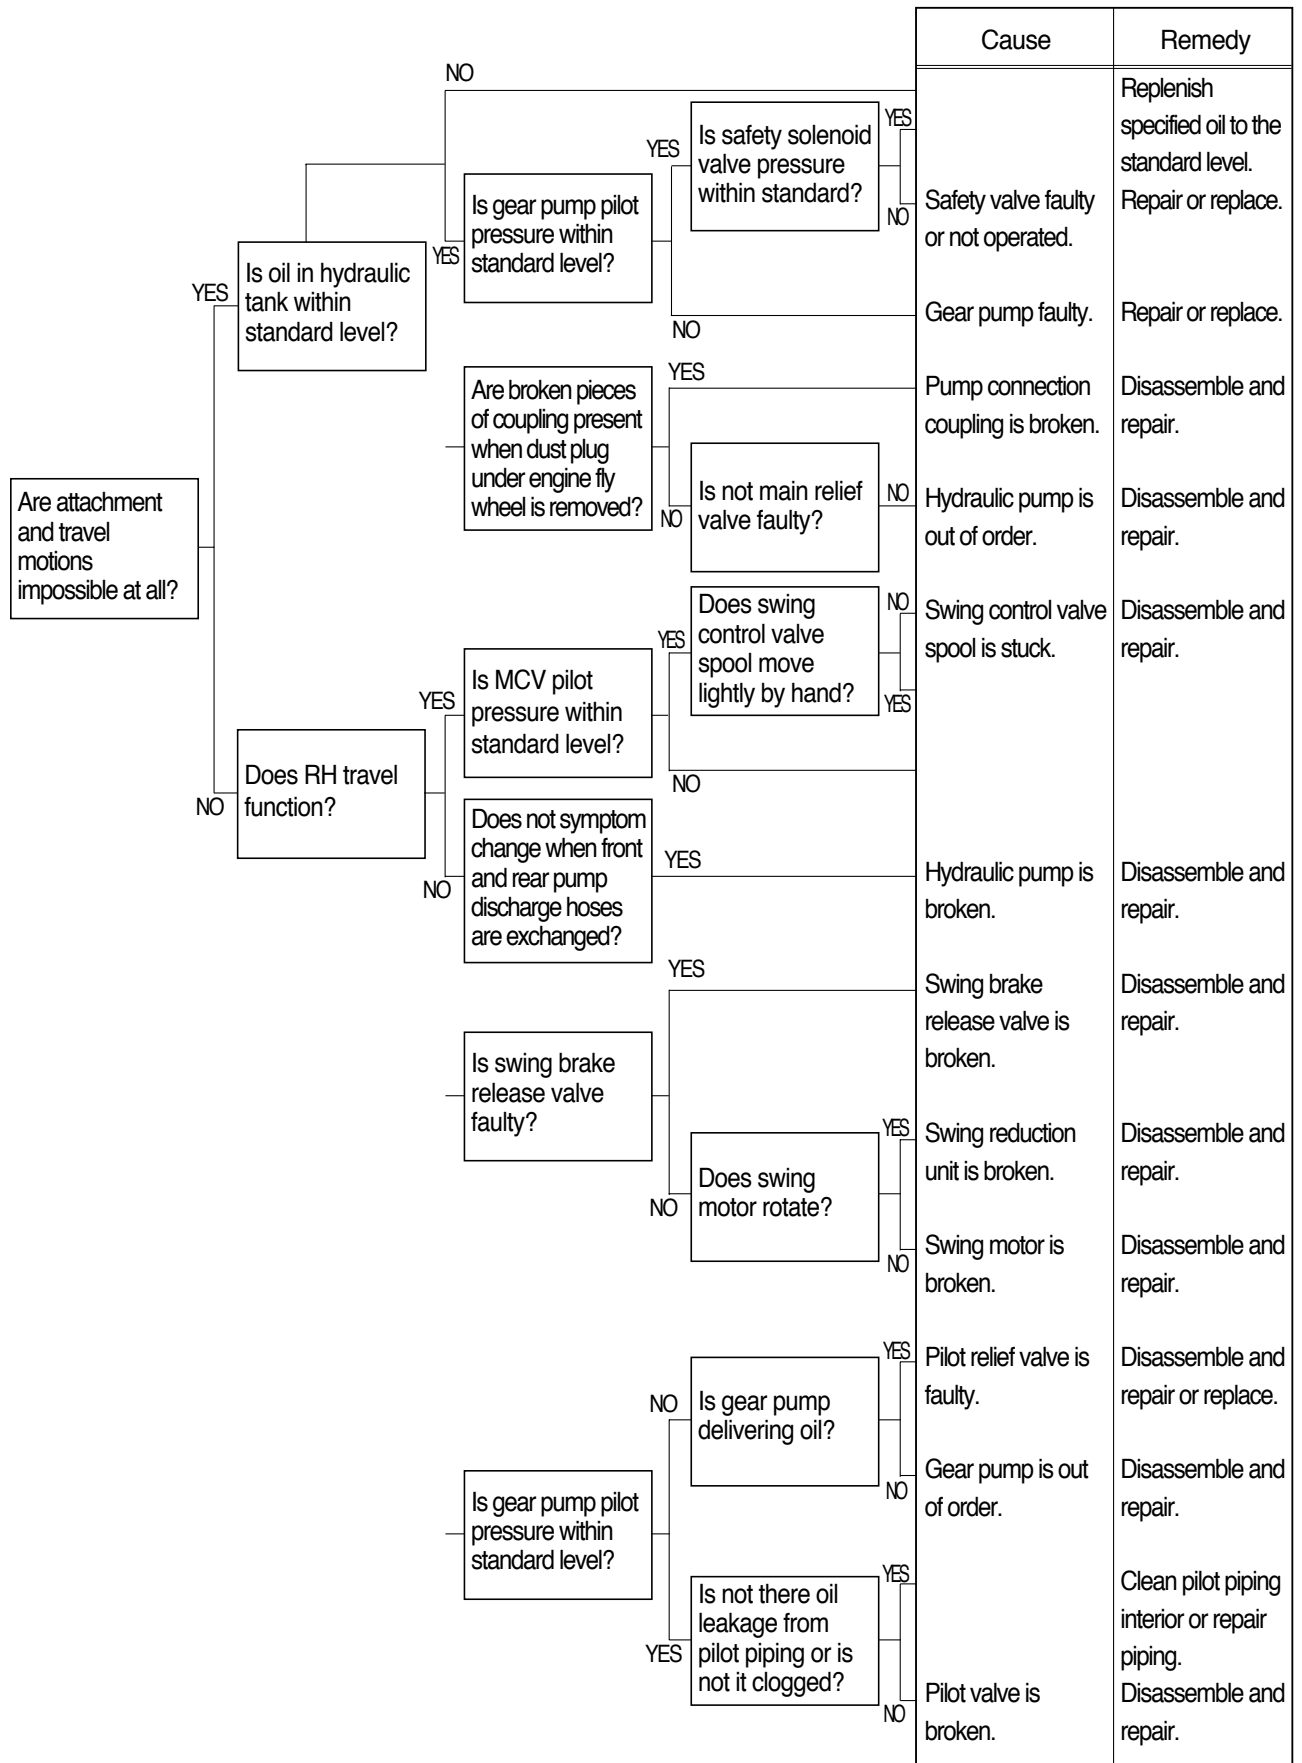 Cause
Remedy
NO
Replenish
specified oil to the
standard level.
YES
Is safety solenoid
valve pressure
within standard?
YES
NO
Safety valve faulty
or not operated.
Repair or replace.
Is gear pump pilot
pressure within
standard level?
YES
NO
Gear pump faulty.
Repair or replace.
YES
Is oil in hydraulic
tank within
standard level?
Are broken pieces
of coupling present
when dust plug
under engine fly
wheel is removed?
YES
Pump connection
coupling is broken.
Disassemble and
repair.
NO
Is not main relief
valve faulty?
NO
Hydraulic pump is
out of order.
Disassemble and
repair.
Are attachment
and travel
motions
impossible at all?
Does swing
control valve
spool move
lightly by hand?
NO
YES
Swing control valve
spool is stuck.
Disassemble and
repair.
YES
YES
Is MCV pilot
pressure within
standard level?
NO
NO
Does RH travel
function?
NO
Does not symptom
change when front
and rear pump
discharge hoses
are exchanged?
YES
Hydraulic pump is
broken.
Disassemble and
repair.
YES
Swing brake
release valve is
broken.
Disassemble and
repair.
Is swing brake
release valve
faulty?
NO
Does swing
motor rotate?
YES
Swing reduction
unit is broken.
Disassemble and
repair.
NO
Swing motor is
broken.
Disassemble and
repair.
NO
Is gear pump
delivering oil?
YES
Pilot relief valve is
faulty.
Disassemble and
repair or replace.
NO
Gear pump is out
of order.
Disassemble and
repair.
Is gear pump pilot
pressure within
standard level?
YES
Is not there oil
leakage from
pilot piping or is
not it clogged?
YES
Clean pilot piping
interior or repair
piping.
NO
Pilot valve is
broken.
Disassemble and
repair.